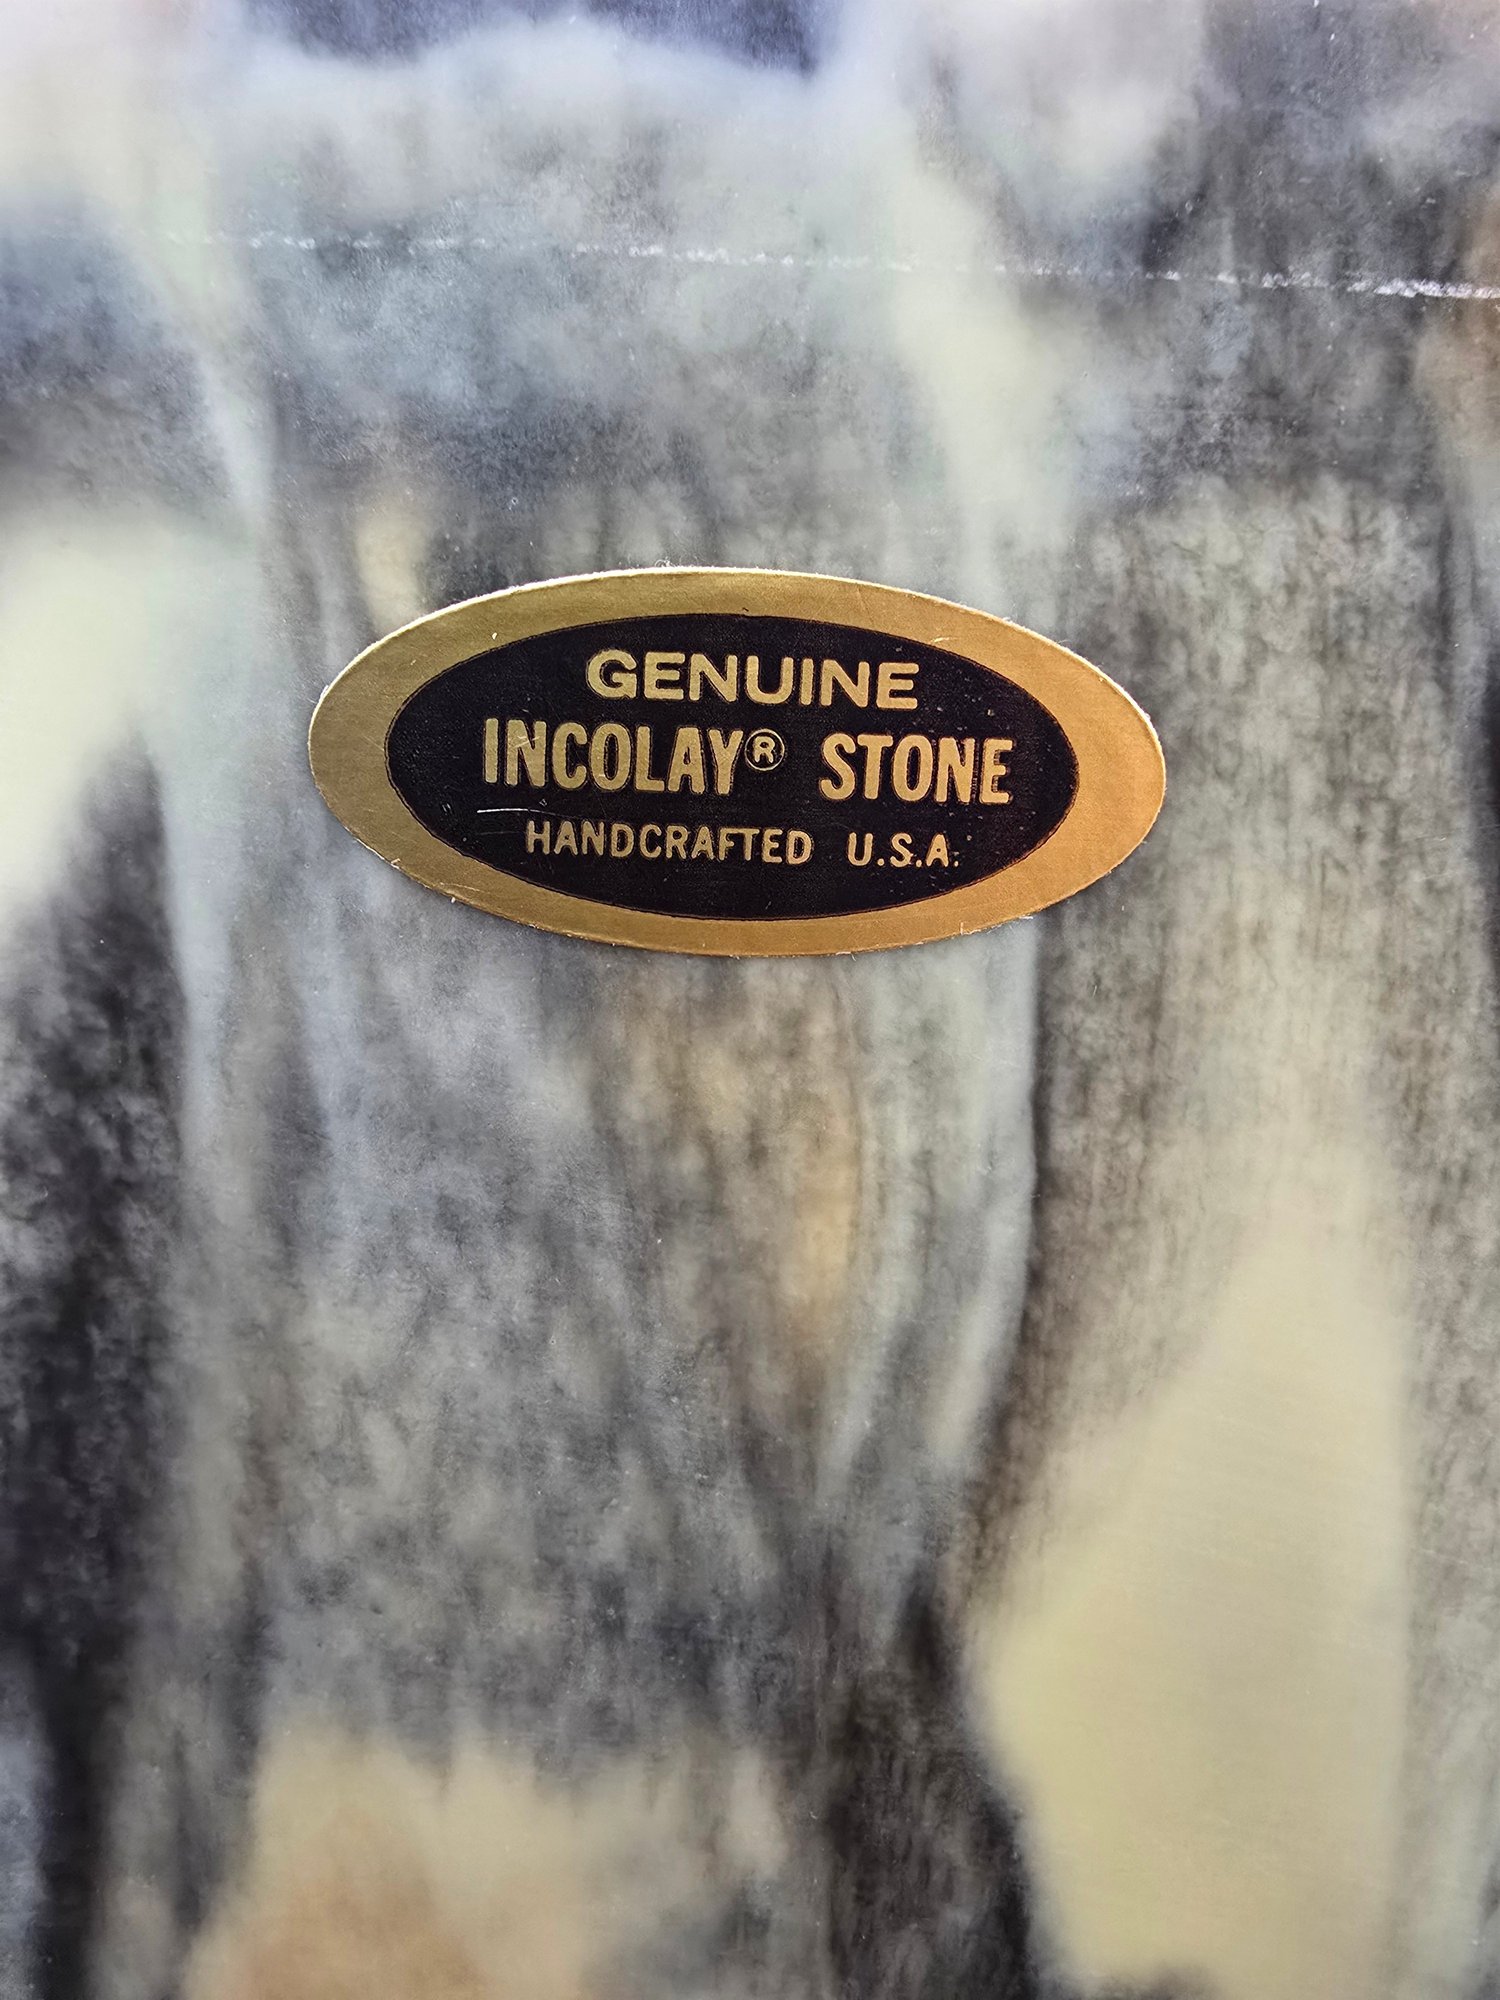 GENUINE
INCOLAY® STONE
HANDCRAFTED U.S.A.